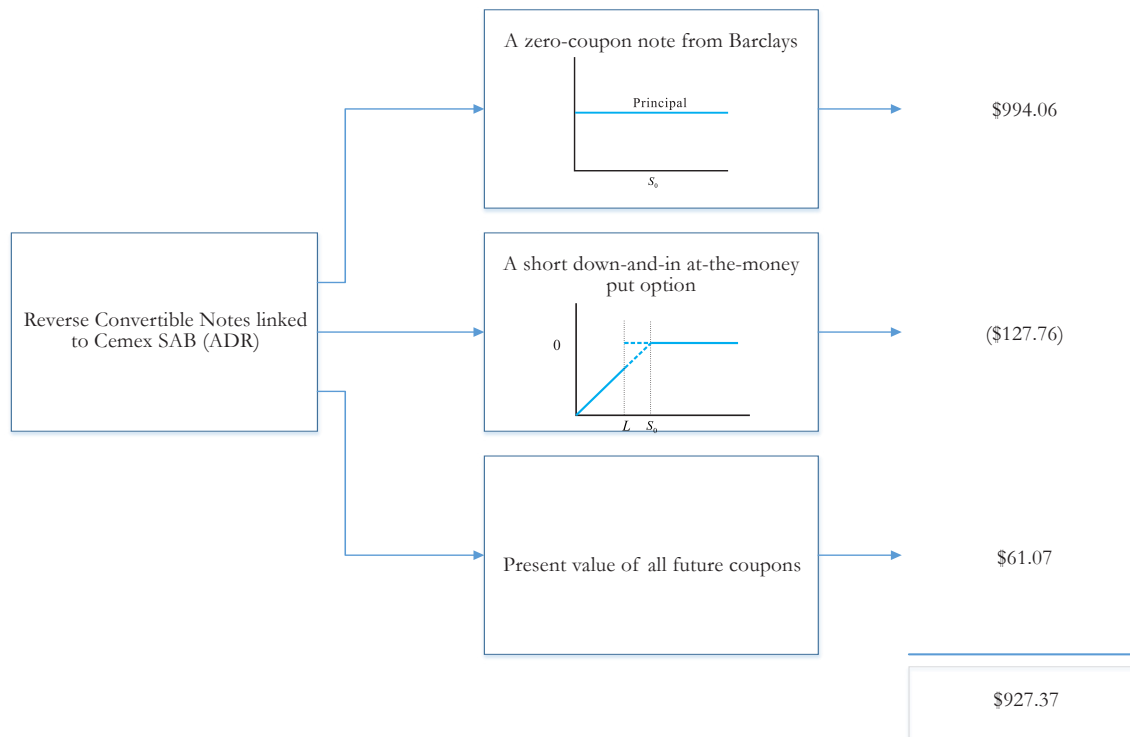 Reverse Convertible Notes linked
to Cemex SAB (ADR)
A zero-coupon note from Barclays
Principal
S₀
$994.06
A short down-and-in at-the-money
put option
0
L S₀
($127.76)
Present value of all future coupons
$61.07
$927.37